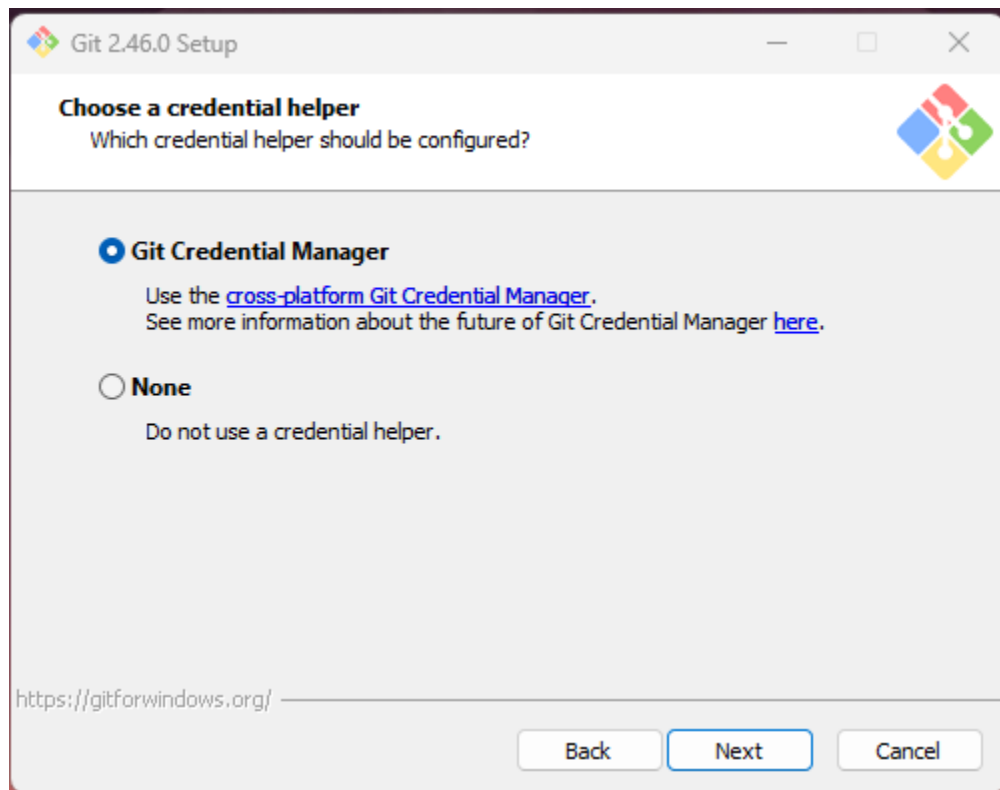 Git 2.46.0 Setup
Choose a credential helper
Which credential helper should be configured?
Git Credential Manager
Use the cross-platform Git Credential Manager.
See more information about the future of Git Credential Manager here.
None
Do not use a credential helper.
https://gitforwindows.org/
Back Next Cancel